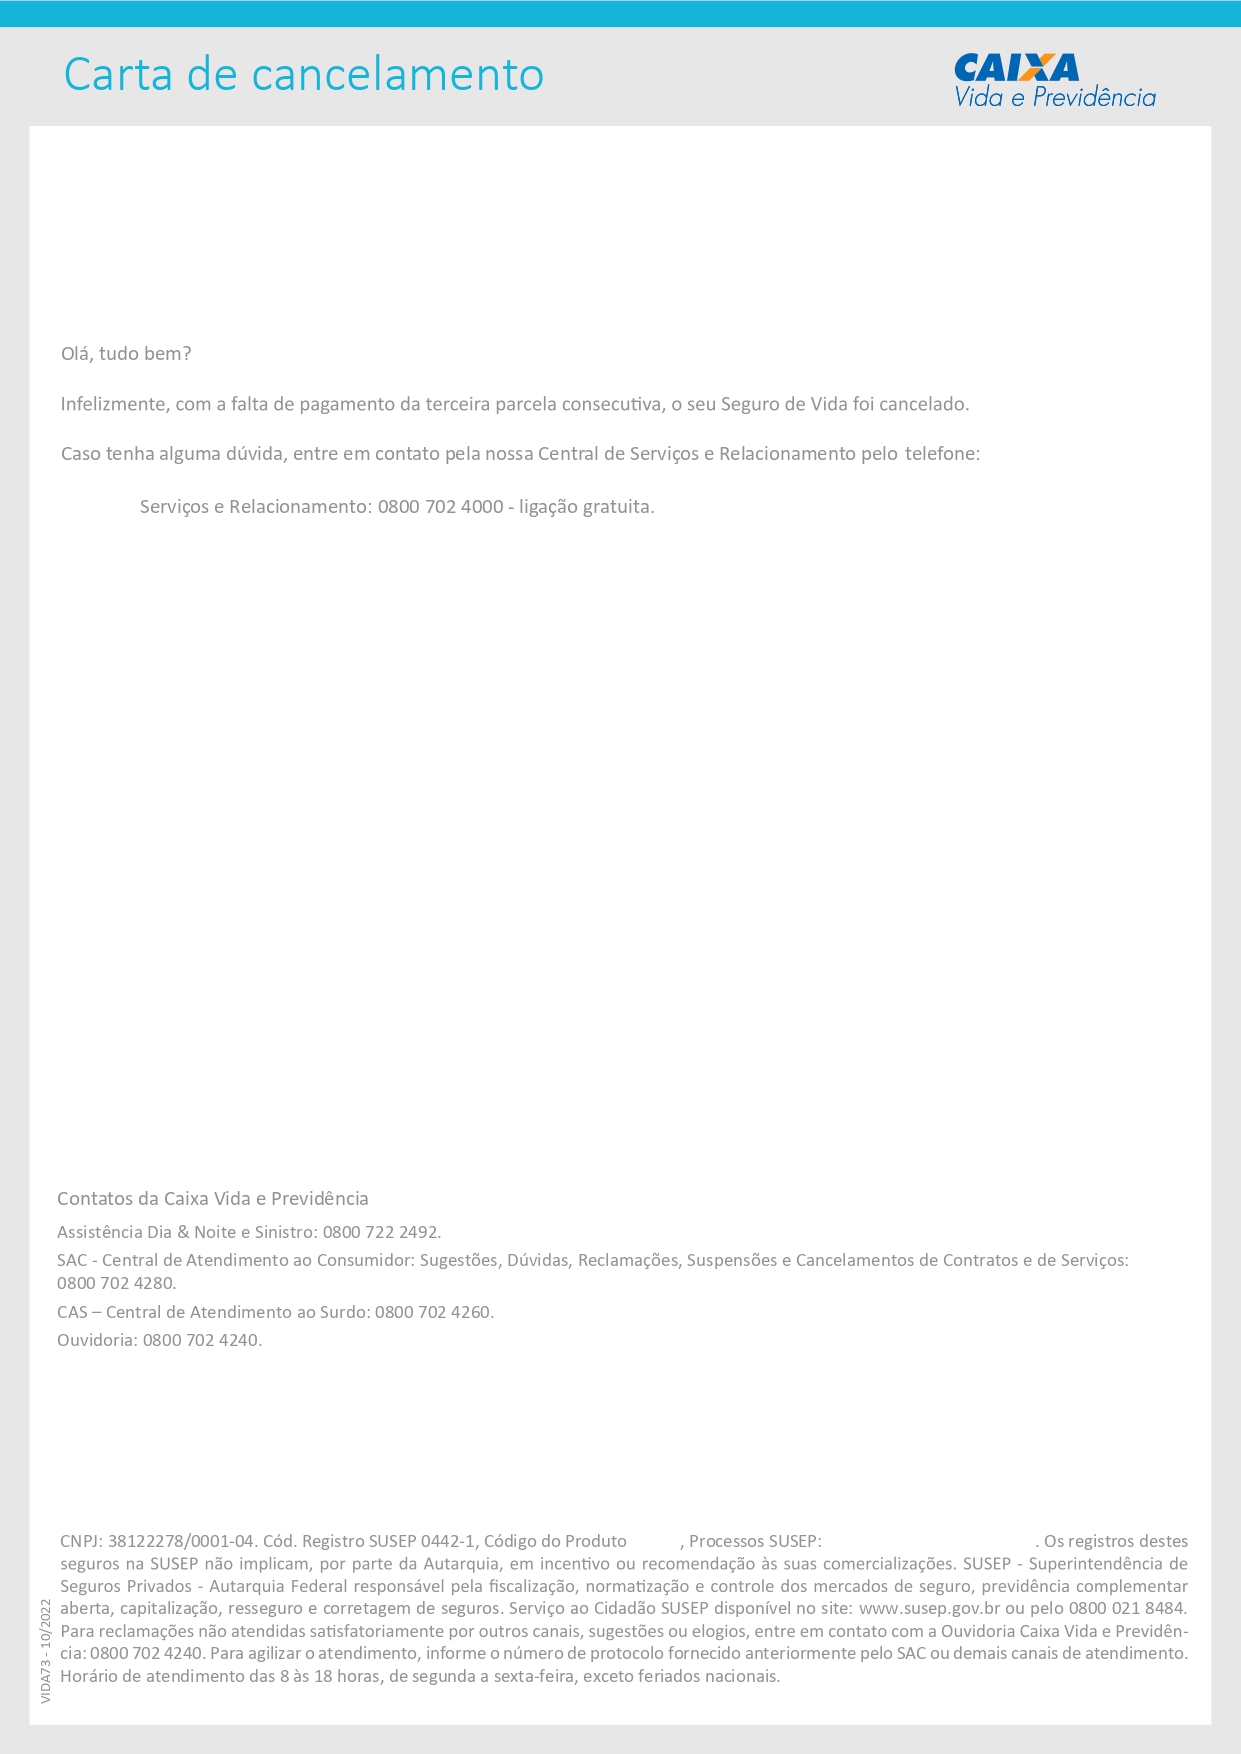 Carta de cancelamento
CAIXA
Vida e Previdência
Olá, tudo bem?
Infelizmente, com a falta de pagamento da terceira parcela consecutiva, o seu Seguro de Vida foi cancelado.
Caso tenha alguma dúvida, entre em contato pela nossa Central de Serviços e Relacionamento pelo telefone:
Serviços e Relacionamento: 0800 702 4000 - ligação gratuita.
Contatos da Caixa Vida e Previdência
Assistência Dia & Noite e Sinistro: 0800 722 2492.
SAC - Central de Atendimento ao Consumidor: Sugestões, Dúvidas, Reclamações, Suspensões e Cancelamentos de Contratos e de Serviços:
0800 702 4280.
CAS – Central de Atendimento ao Surdo: 0800 702 4260.
Ouvidoria: 0800 702 4240.
CNPJ: 38122278/0001-04. Cód. Registro SUSEP 0442-1, Código do Produto , Processos SUSEP: . Os registros destes
seguros na SUSEP não implicam, por parte da Autarquia, em incentivo ou recomendação às suas comercializações. SUSEP - Superintendência de
Seguros Privados - Autarquia Federal responsável pela fiscalização, normatização e controle dos mercados de seguro, previdência complementar
aberta, capitalização, resseguro e corretagem de seguros. Serviço ao Cidadão SUSEP disponível no site: www.susep.gov.br ou pelo 0800 021 8484.
Para reclamações não atendidas satisfatoriamente por outros canais, sugestões ou elogios, entre em contato com a Ouvidoria Caixa Vida e Previdên-
cia: 0800 702 4240. Para agilizar o atendimento, informe o número de protocolo fornecido anteriormente pelo SAC ou demais canais de atendimento.
Horário de atendimento das 8 às 18 horas, de segunda a sexta-feira, exceto feriados nacionais.
VIDA73 - 10/2022